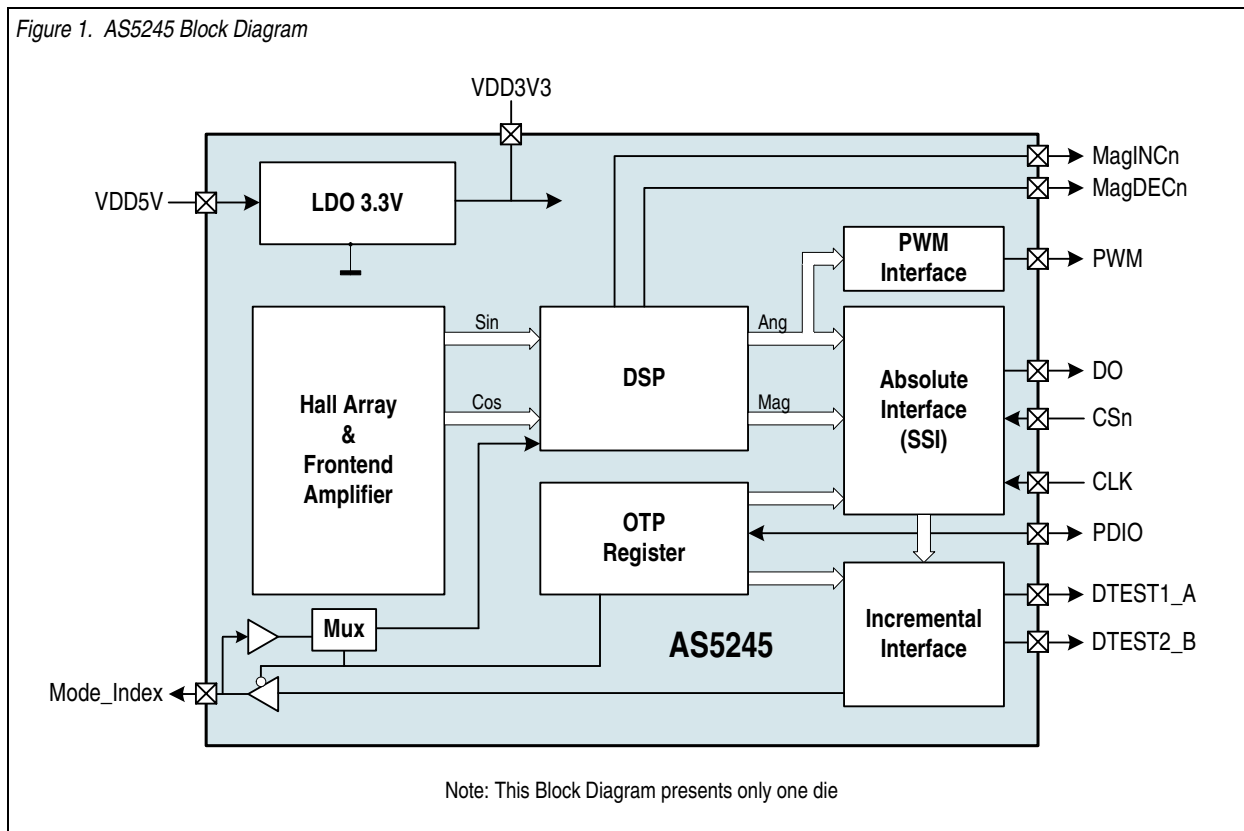 Figure 1. AS5245 Block Diagram
VDD3V3
VDD5V
LDO 3.3V
MagINCn
MagDECn
PWM
Interface
PWM
Hall Array
&
Frontend
Amplifier
Sin
Cos
DSP
Ang
Mag
Absolute
Interface
(SSI)
DO
CSn
CLK
OTP
Register
PDIO
Incremental
Interface
DTEST1_A
DTEST2_B
Mux
AS5245
Mode_Index
Note: This Block Diagram presents only one die